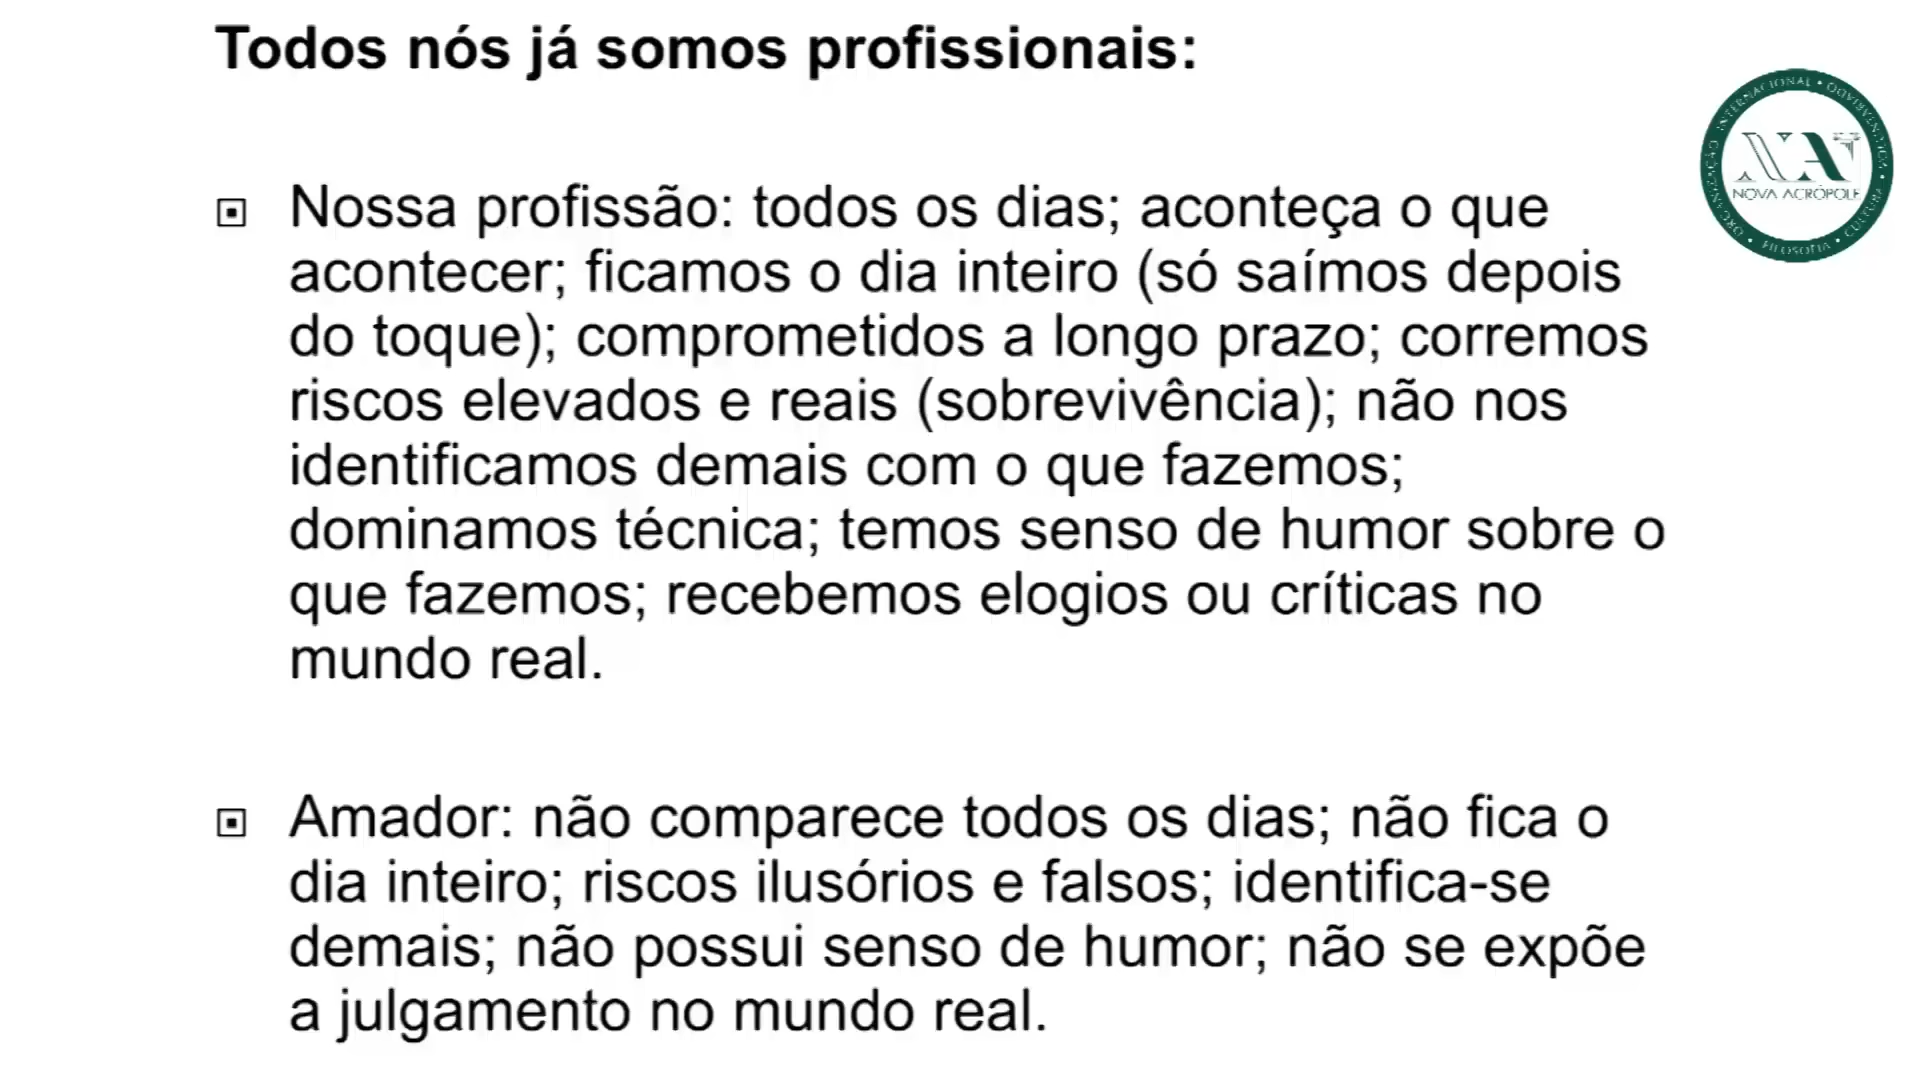 Todos nós já somos profissionais:
Nossa profissão: todos os dias; aconteça o que
acontecer; ficamos o dia inteiro (só saímos depois
do toque); comprometidos a longo prazo; corremos
riscos elevados e reais (sobrevivência); não nos
identificamos demais com o que fazemos;
dominamos técnica; temos senso de humor sobre o
que fazemos; recebemos elogios ou críticas no
mundo real.
Amador: não comparece todos os dias; não fica o
dia inteiro; riscos ilusórios e falsos; identifica-se
demais; não possui senso de humor; não se expõe
a julgamento no mundo real.
NA
NOVA ACRÓPOLE
INTERNACIONAL
FILOSOFIA